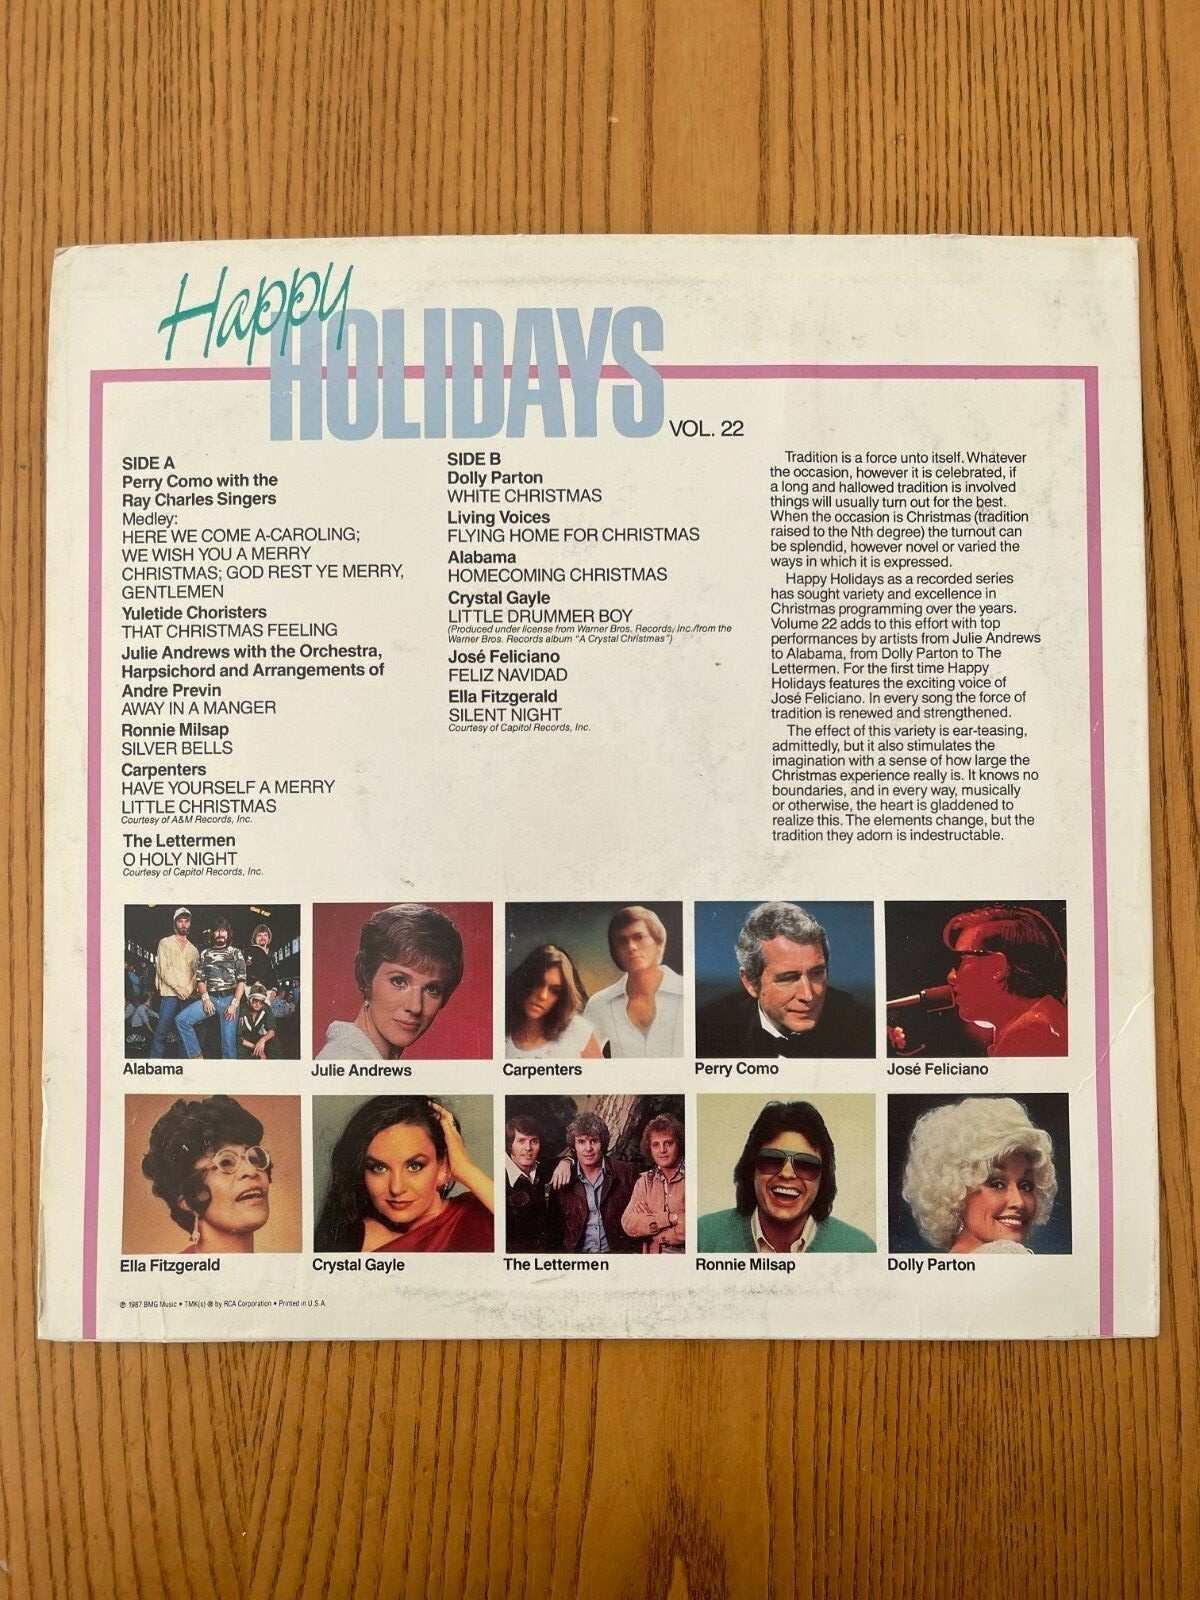 Happy
HOLIDAYS
VOL. 22
SIDE A
Perry Como with the
Ray Charles Singers
Medley:
HERE WE COME A-CAROLING;
WE WISH YOU A MERRY
CHRISTMAS; GOD REST YE MERRY,
GENTLEMEN
Yuletide Choristers
THAT CHRISTMAS FEELING
Julie Andrews with the Orchestra,
Harpsichord and Arrangements of
Andre Previn
AWAY IN A MANGER
Ronnie Milsap
SILVER BELLS
Carpenters
HAVE YOURSELF A MERRY
LITTLE CHRISTMAS
Courtesy of A&M Records, Inc.
The Lettermen
O HOLY NIGHT
Courtesy of Capitol Records, Inc.
SIDE B
Dolly Parton
WHITE CHRISTMAS
Living Voices
FLYING HOME FOR CHRISTMAS
Alabama
HOMECOMING CHRISTMAS
Crystal Gayle
LITTLE DRUMMER BOY
(Produced under license from Warner Bros. Records, Inc./from the
Warner Bros. Records album "A Crystal Christmas")
José Feliciano
FELIZ NAVIDAD
Ella Fitzgerald
SILENT NIGHT
Courtesy of Capitol Records, Inc.
Tradition is a force unto itself. Whatever
the occasion, however it is celebrated, if
a long and hallowed tradition is involved
things will usually turn out for the best.
When the occasion is Christmas (tradition
raised to the Nth degree) the turnout can
be splendid, however novel or varied the
ways in which it is expressed.
Happy Holidays as a recorded series
has sought variety and excellence in
Christmas programming over the years.
Volume 22 adds to this effort with top
performances by artists from Julie Andrews
to Alabama, from Dolly Parton to The
Lettermen. For the first time Happy
Holidays features the exciting voice of
José Feliciano. In every song the force of
tradition is renewed and strengthened.
The effect of this variety is ear-teasing,
admittedly, but it also stimulates the
imagination with a sense of how large the
Christmas experience really is. It knows no
boundaries, and in every way, musically
or otherwise, the heart is gladdened to
realize this. The elements change, but the
tradition they adorn is indestructable.
Alabama
Julie Andrews
Carpenters
Perry Como
José Feliciano
Ella Fitzgerald
Crystal Gayle
The Lettermen
Ronnie Milsap
Dolly Parton
℗ 1987 BMG Music • TMK(s) ® by RCA Corporation • Printed in U.S.A.